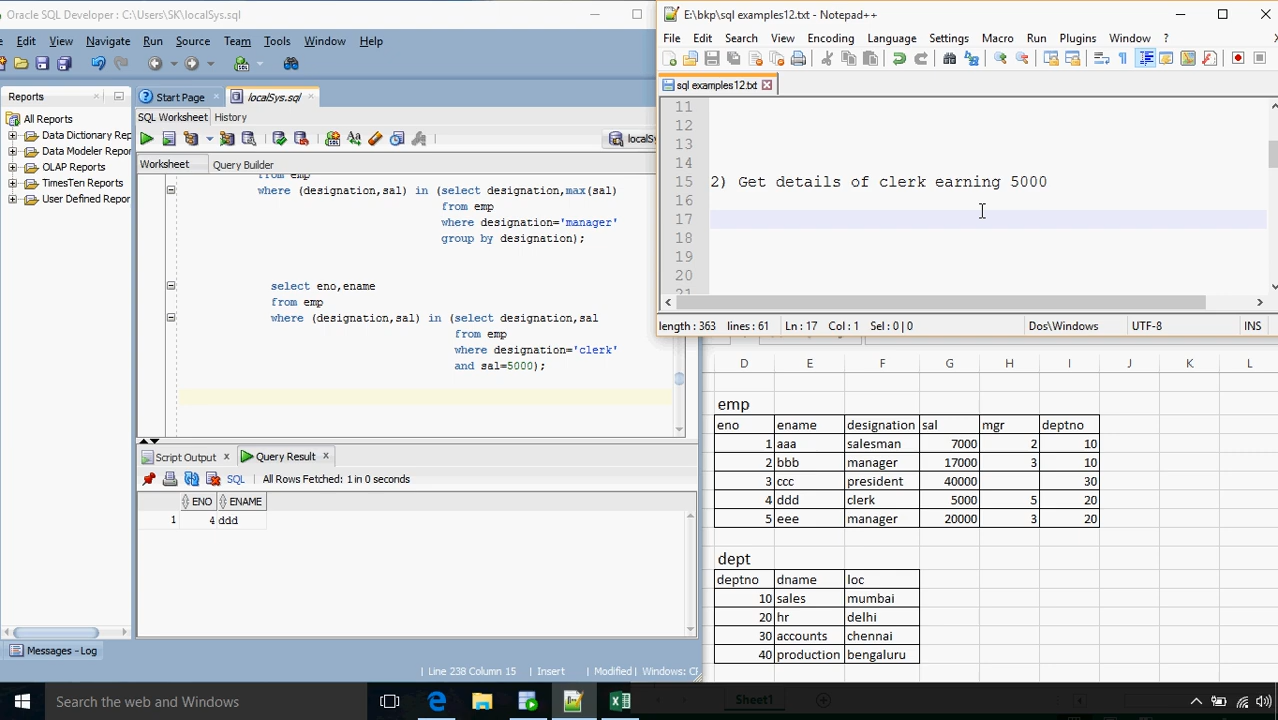 Oracle SQL Developer : C:\Users\SK\localSys.sql
Edit View Navigate Run Source Team Tools Window Help
Reports
All Reports
Data Dictionary Rep
Data Modeler Repor
OLAP Reports
TimesTen Reports
User Defined Repor
Start Page
localSys.sql
SQL Worksheet History
localSy
Worksheet
Query Builder
from emp
where (designation,sal) in (select designation,max(sal)
from emp
where designation='manager'
group by designation);
select eno,ename
from emp
where (designation,sal) in (select designation,sal
from emp
where designation='clerk'
and sal=5000);
Script Output
Query Result
SQL
All Rows Fetched: 1 in 0 seconds
ENO ENAME
1 4 ddd
Messages - Log
Line 238 Column 15 Insert Modified Windows: CF
E:\bkp\sql examples12.txt - Notepad++
File Edit Search View Encoding Language Settings Macro Run Plugins Window ?
sql examples12.txt
11
12
13
14
15 2) Get details of clerk earning 5000
16
17
18
19
20
21
length : 363 lines : 61 Ln : 17 Col : 1 Sel : 0 | 0 Dos\Windows UTF-8 INS
D E F G H I J K L
emp
eno ename designation sal mgr deptno
1 aaa salesman 7000 2 10
2 bbb manager 17000 3 10
3 ccc president 40000 30
4 ddd clerk 5000 5 20
5 eee manager 20000 3 20
dept
deptno dname loc
10 sales mumbai
20 hr delhi
30 accounts chennai
40 production bengaluru
Sheet1
Search the web and Windows